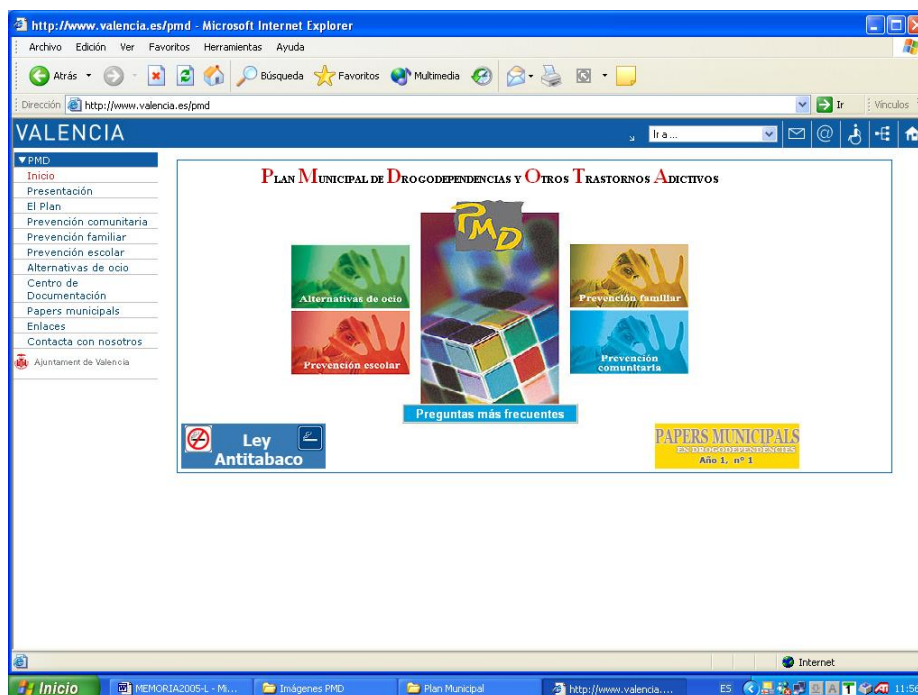 http://www.valencia.es/pmd - Microsoft Internet Explorer
Archivo Edición Ver Favoritos Herramientas Ayuda
Atrás Búsqueda Favoritos Multimedia
Dirección http://www.valencia.es/pmd Ir Vínculos
VALENCIA Ir a...
PMD
Inicio
Presentación
El Plan
Prevención comunitaria
Prevención familiar
Prevención escolar
Alternativas de ocio
Centro de
Documentación
Papers municipals
Enlaces
Contacta con nosotros
Ajuntament de Valencia
PLAN MUNICIPAL DE DROGODEPENDENCIAS Y OTROS TRASTORNOS ADICTIVOS
PMD
Alternativas de ocio
Prevención familiar
Prevención escolar
Prevención
comunitaria
Preguntas más frecuentes
Ley
Antitabaco
PAPERS MUNICIPALS
EN DROGODEPENDENCIES
Año 1, nº 1
Internet
Inicio MEMORIA2005-L - Mi... Imágenes PMD Plan Municipal http://www.valencia.... ES